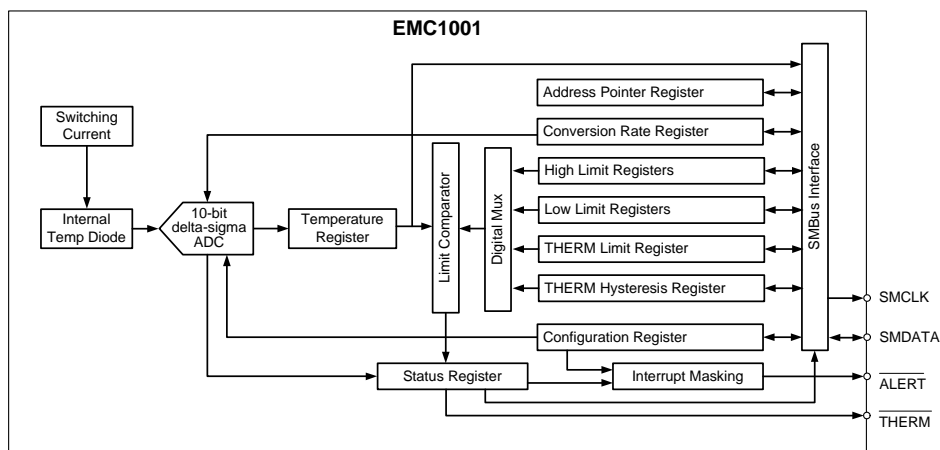 EMC1001
Switching
Current
Internal
Temp Diode
10-bit
delta-sigma
ADC
Temperature
Register
Limit Comparator
Digital Mux
Address Pointer Register
Conversion Rate Register
High Limit Registers
Low Limit Registers
THERM Limit Register
THERM Hysteresis Register
Configuration Register
SMBus Interface
Status Register
Interrupt Masking
SMCLK
SMDATA
ALERT
THERM